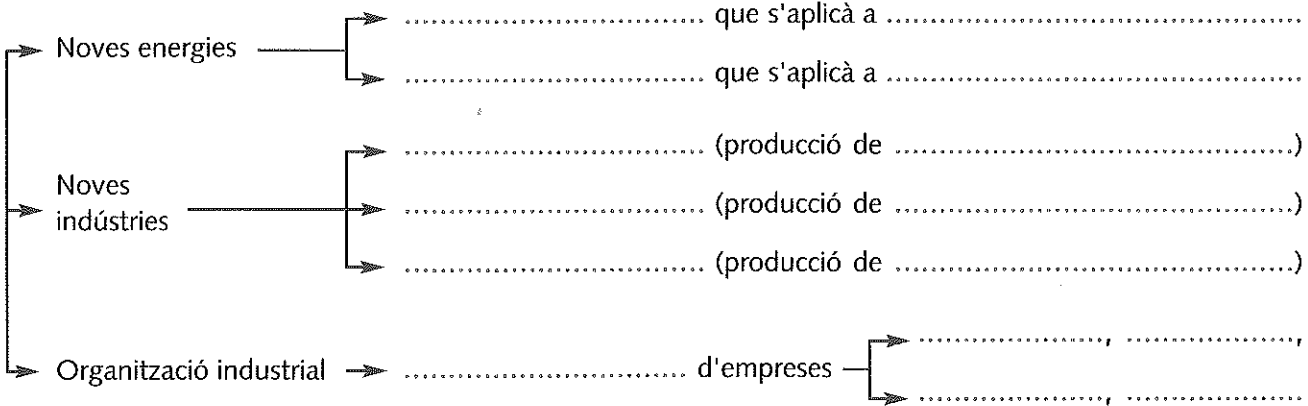 .......................... que s'aplicà a ..........................
Noves energies
.......................... que s'aplicà a ..........................
.......................... (producció de ..........................)
Noves
indústries
.......................... (producció de ..........................)
.......................... (producció de ..........................)
Organització industrial .......................... d'empreses
...................., ....................,
...................., ....................